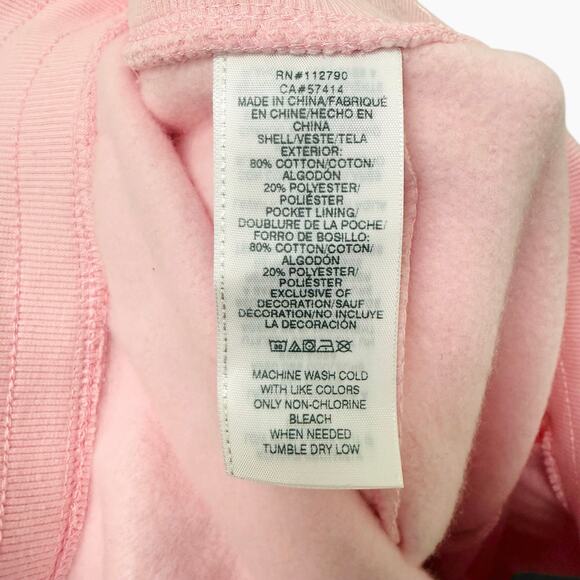 RN#112790
CA#57414
MADE IN CHINA/FABRIQUÉ
EN CHINE/HECHO EN
CHINA
SHELL/VESTE/TELA
EXTERIOR:
80% COTTON/COTON/
ALGODÓN
20% POLYESTER/
POLIÉSTER
POCKET LINING/
DOUBLURE DE LA POCHE/
FORRO DE BOSILLO:
80% COTTON/COTON/
ALGODÓN
20% POLYESTER/
POLIÉSTER
EXCLUSIVE OF
DECORATION/SAUF
DÉCORATION/NO INCLUYE
LA DECORACIÓN
MACHINE WASH COLD
WITH LIKE COLORS
ONLY NON-CHLORINE
BLEACH
WHEN NEEDED
TUMBLE DRY LOW